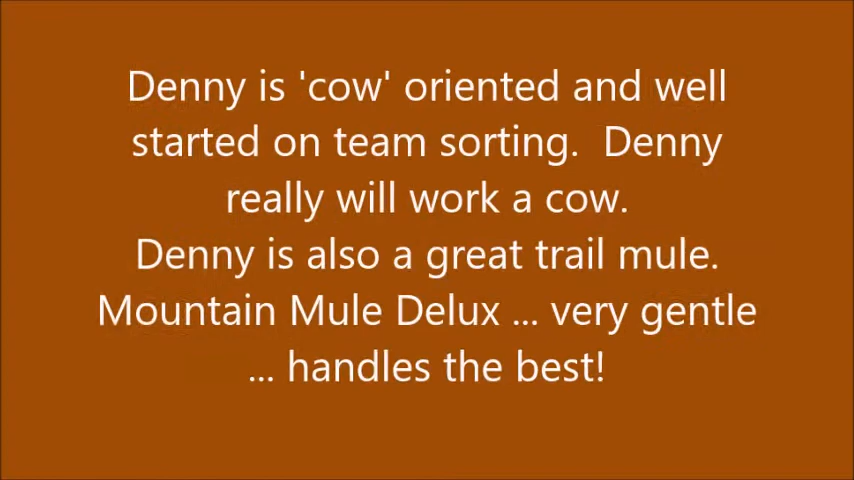 Denny is 'cow' oriented and well
started on team sorting.  Denny
really will work a cow.
Denny is also a great trail mule.
Mountain Mule Delux ... very gentle
... handles the best!